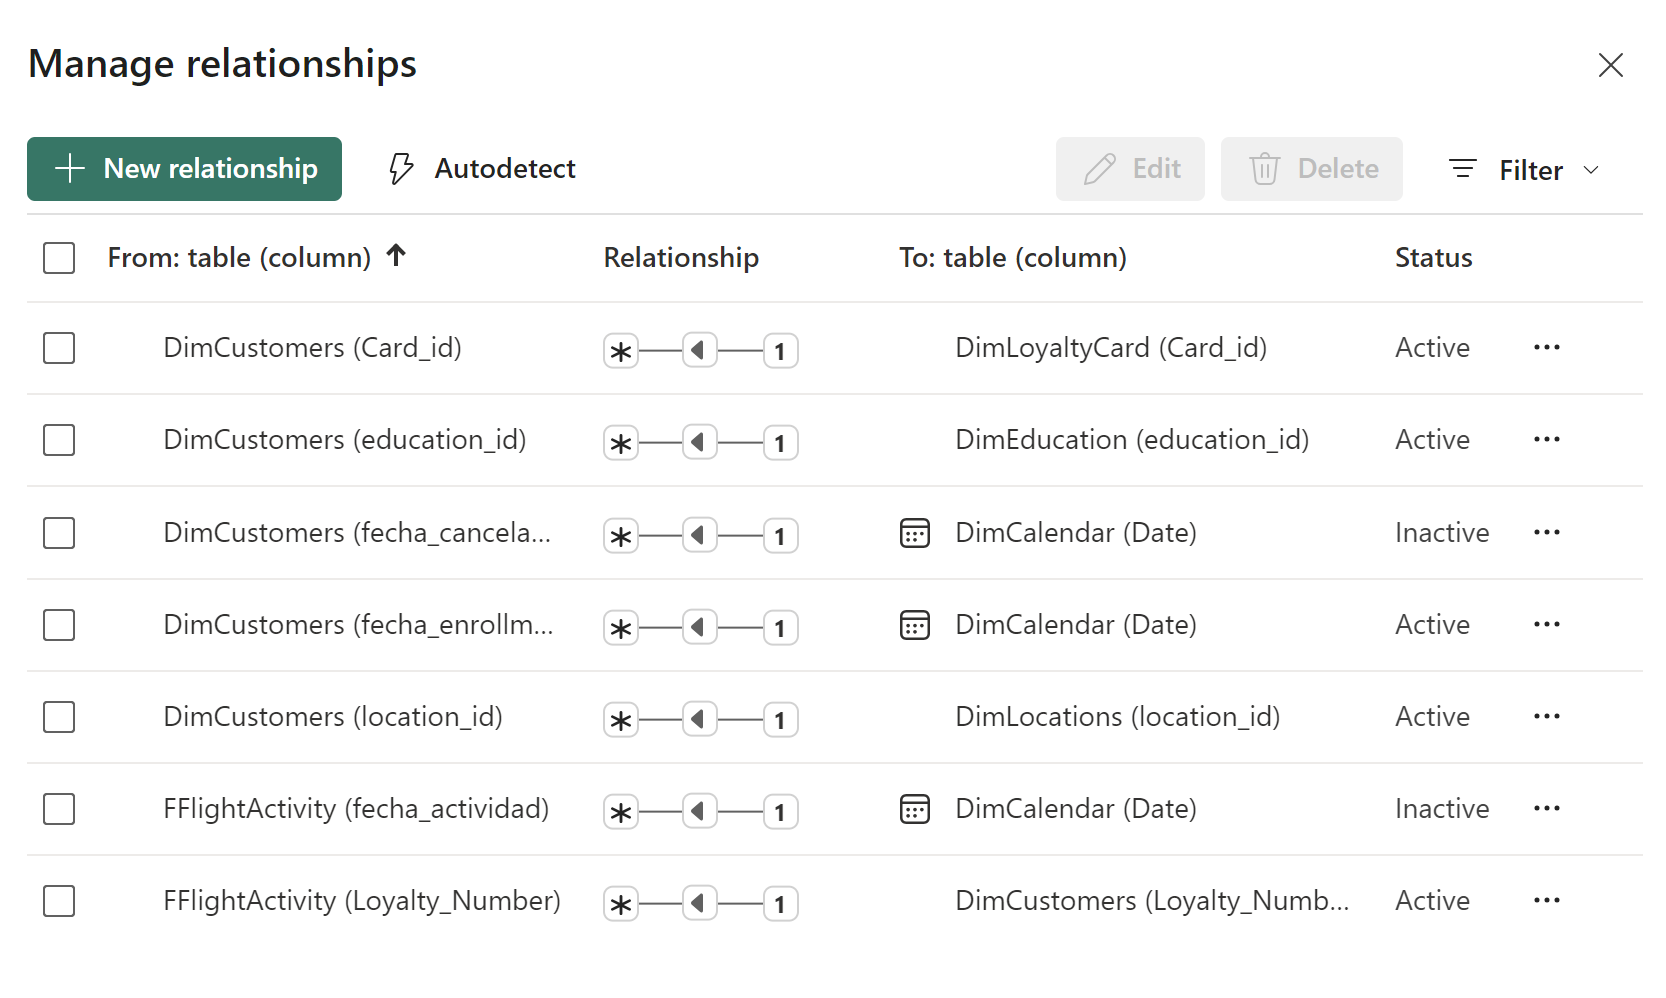 Manage relationships
New relationship Autodetect Edit Delete Filter
From: table (column) Relationship To: table (column) Status
DimCustomers (Card_id) * 1 DimLoyaltyCard (Card_id) Active
DimCustomers (education_id) * 1 DimEducation (education_id) Active
DimCustomers (fecha_cancela... * 1 DimCalendar (Date) Inactive
DimCustomers (fecha_enrollm... * 1 DimCalendar (Date) Active
DimCustomers (location_id) * 1 DimLocations (location_id) Active
FFlightActivity (fecha_actividad) * 1 DimCalendar (Date) Inactive
FFlightActivity (Loyalty_Number) * 1 DimCustomers (Loyalty_Numb... Active